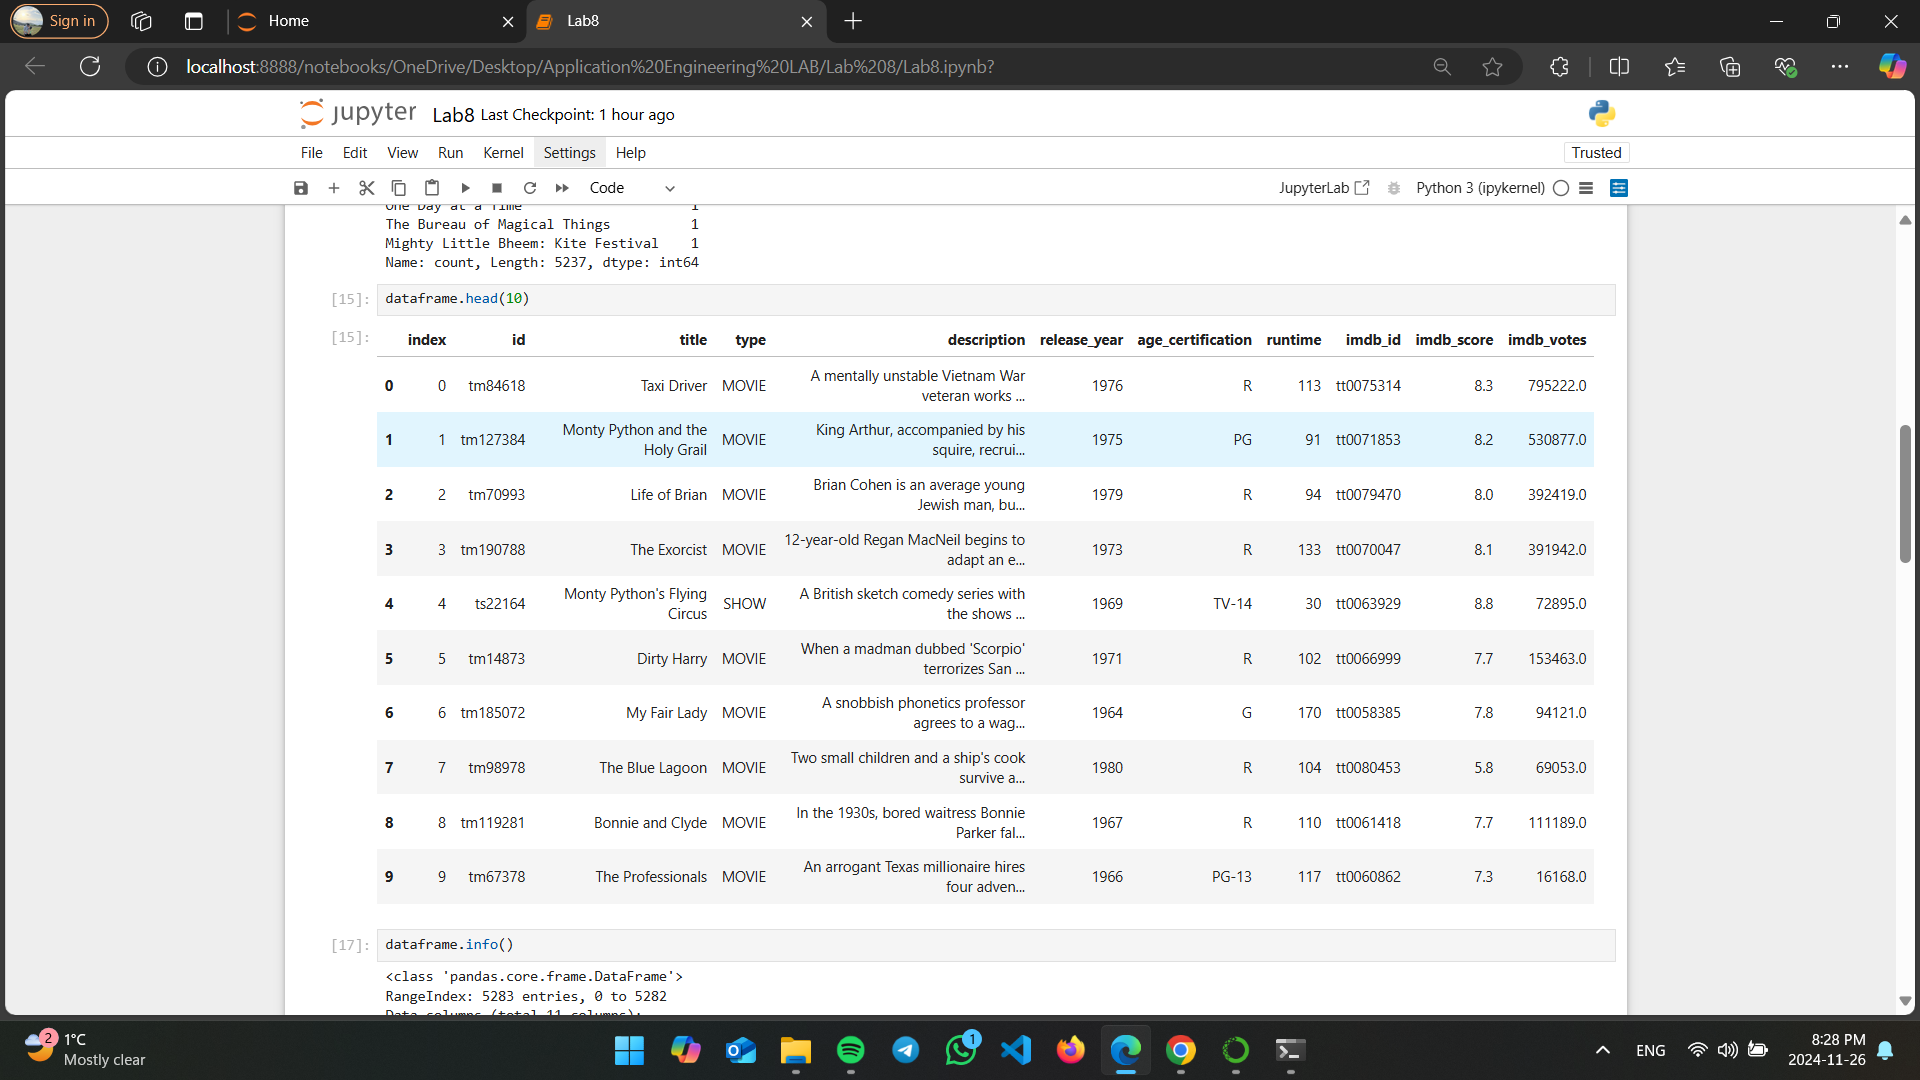 Sign in
Home
Lab8
localhost:8888/notebooks/OneDrive/Desktop/Application%20Engineering%20LAB/Lab%208/Lab8.ipynb?
jupyter Lab8 Last Checkpoint: 1 hour ago
File Edit View Run Kernel Settings Help
Trusted
Code
JupyterLab
Python 3 (ipykernel)
One Day at a Time 1
The Bureau of Magical Things 1
Mighty Little Bheem: Kite Festival 1
Name: count, Length: 5237, dtype: int64
[15]: dataframe.head(10)
[15]: index id title type description release_year age_certification runtime imdb_id imdb_score imdb_votes
0 0 tm84618 Taxi Driver MOVIE A mentally unstable Vietnam War
veteran works ... 1976 R 113 tt0075314 8.3 795222.0
1 1 tm127384 Monty Python and the
Holy Grail MOVIE King Arthur, accompanied by his
squire, recrui... 1975 PG 91 tt0071853 8.2 530877.0
2 2 tm70993 Life of Brian MOVIE Brian Cohen is an average young
Jewish man, bu... 1979 R 94 tt0079470 8.0 392419.0
3 3 tm190788 The Exorcist MOVIE 12-year-old Regan MacNeil begins to
adapt an e... 1973 R 133 tt0070047 8.1 391942.0
4 4 ts22164 Monty Python's Flying
Circus SHOW A British sketch comedy series with
the shows ... 1969 TV-14 30 tt0063929 8.8 72895.0
5 5 tm14873 Dirty Harry MOVIE When a madman dubbed 'Scorpio'
terrorizes San ... 1971 R 102 tt0066999 7.7 153463.0
6 6 tm185072 My Fair Lady MOVIE A snobbish phonetics professor
agrees to a wag... 1964 G 170 tt0058385 7.8 94121.0
7 7 tm98978 The Blue Lagoon MOVIE Two small children and a ship's cook
survive a... 1980 R 104 tt0080453 5.8 69053.0
8 8 tm119281 Bonnie and Clyde MOVIE In the 1930s, bored waitress Bonnie
Parker fal... 1967 R 110 tt0061418 7.7 111189.0
9 9 tm67378 The Professionals MOVIE An arrogant Texas millionaire hires
four adven... 1966 PG-13 117 tt0060862 7.3 16168.0
[17]: dataframe.info()
<class 'pandas.core.frame.DataFrame'>
RangeIndex: 5283 entries, 0 to 5282
Data columns (total 11 columns):
2
1°C
Mostly clear
1
ENG
8:28 PM
2024-11-26